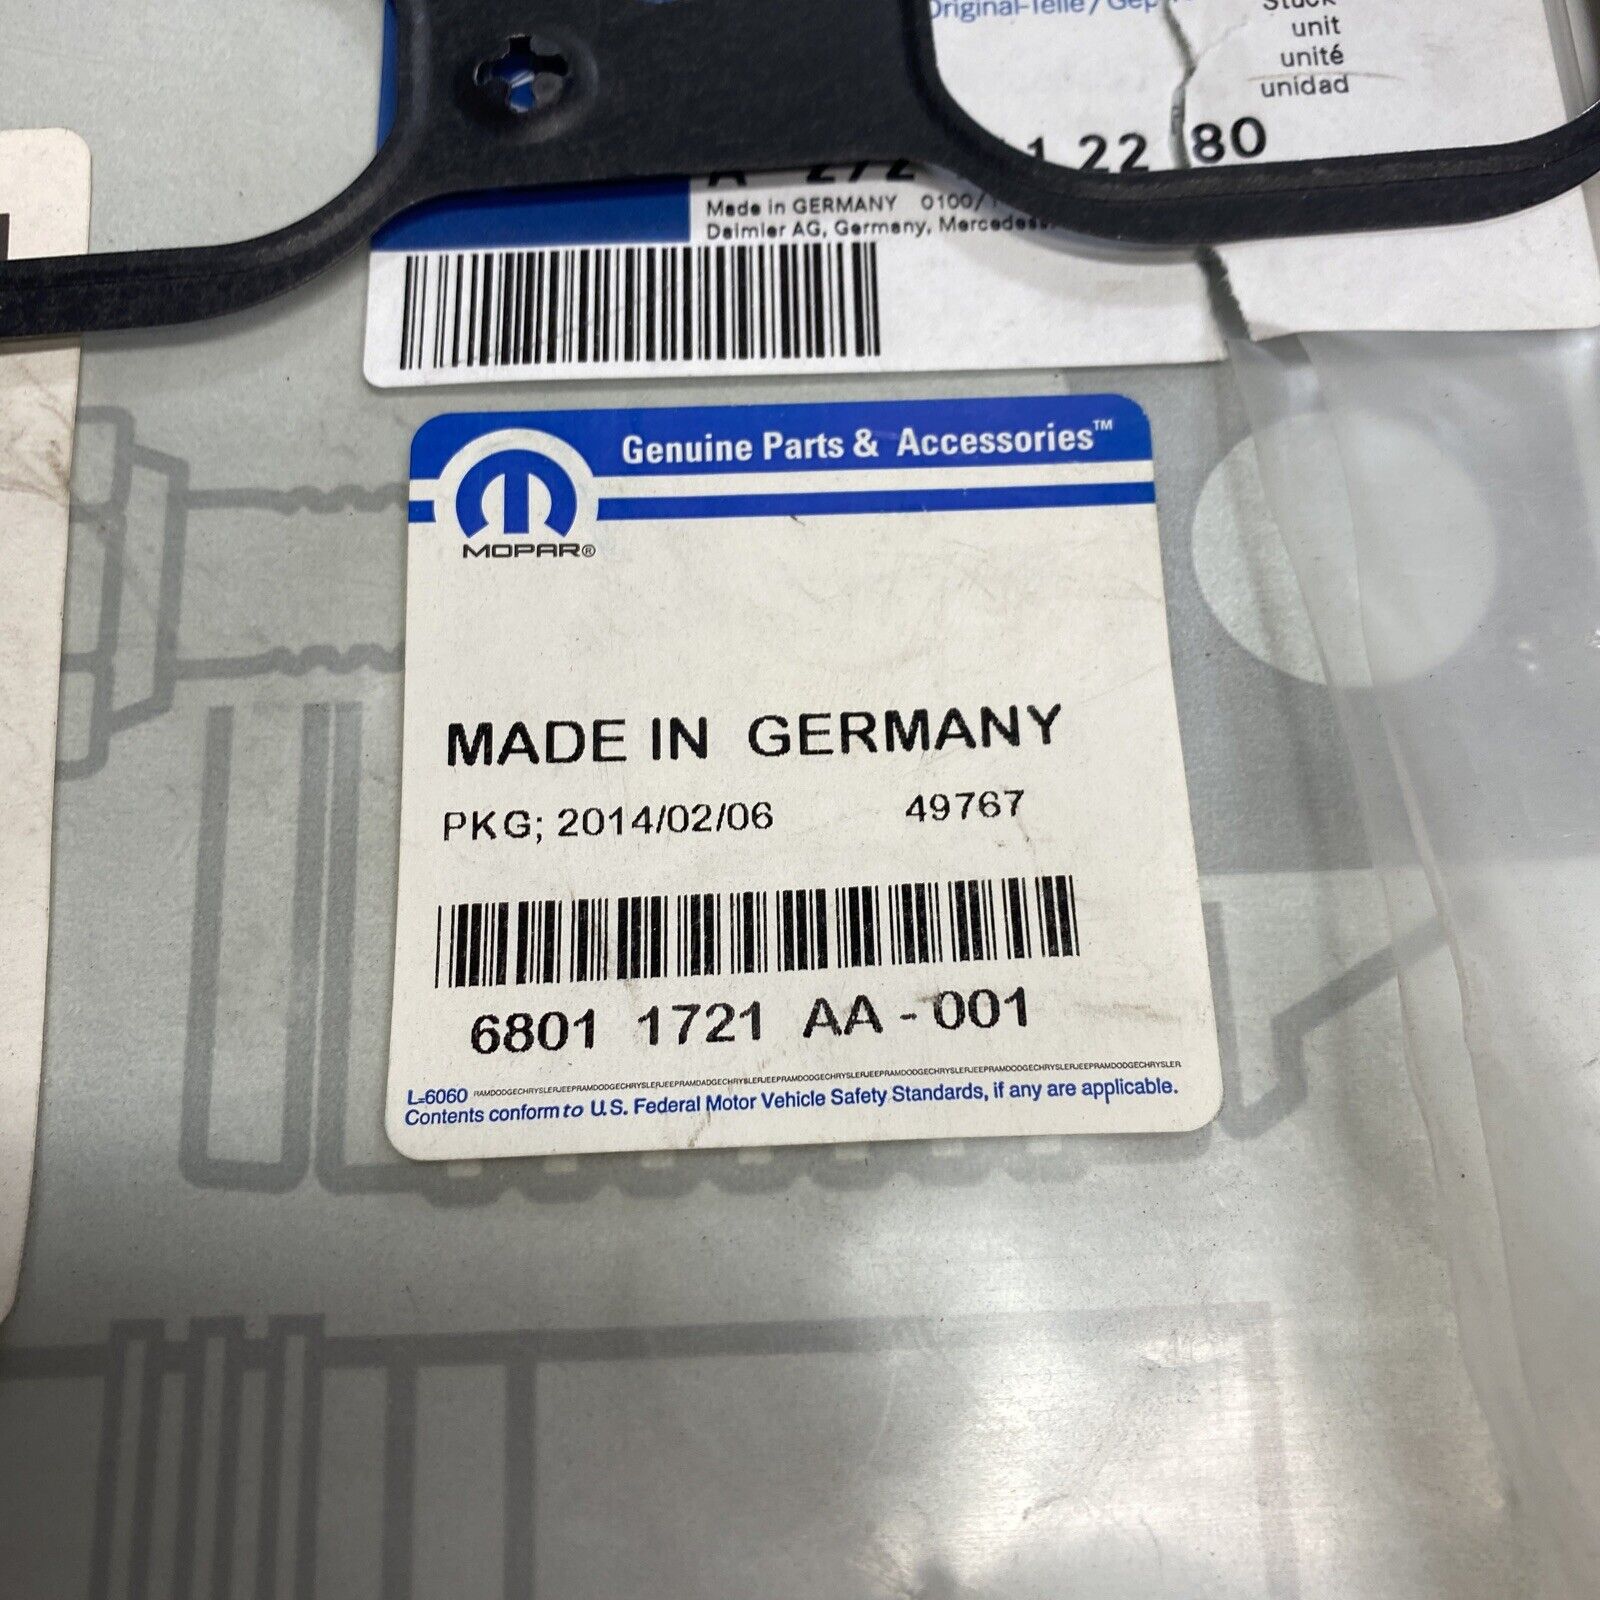 Original-Teile /
Stück
unit
unité
unidad
22 80
Made in GERMANY 0100/
Daimler AG, Germany,
Genuine Parts & Accessories™
MOPAR®
MADE IN GERMANY
PKG; 2014/02/06 49767
6801 1721 AA - 001
L-6060
Contents conform to U.S. Federal Motor Vehicle Safety Standards, if any are applicable.